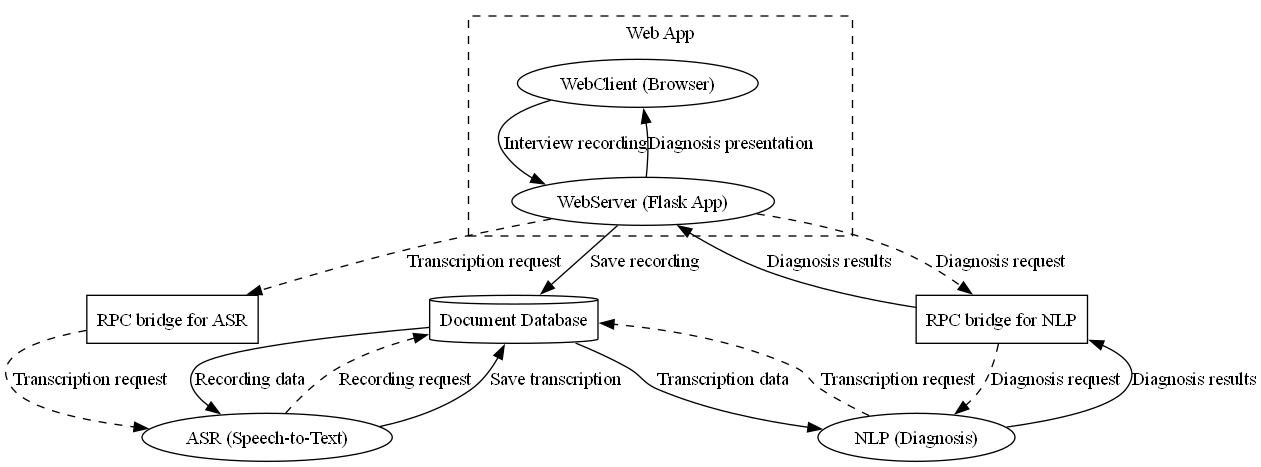 Web App
WebClient (Browser)
Interview recording
Diagnosis presentation
WebServer (Flask App)
Transcription request
Save recording
Diagnosis results
Diagnosis request
RPC bridge for ASR
Document Database
RPC bridge for NLP
Transcription request
Recording data
Recording request
Save transcription
Transcription data
Transcription request
Diagnosis request
Diagnosis results
ASR (Speech-to-Text)
NLP (Diagnosis)